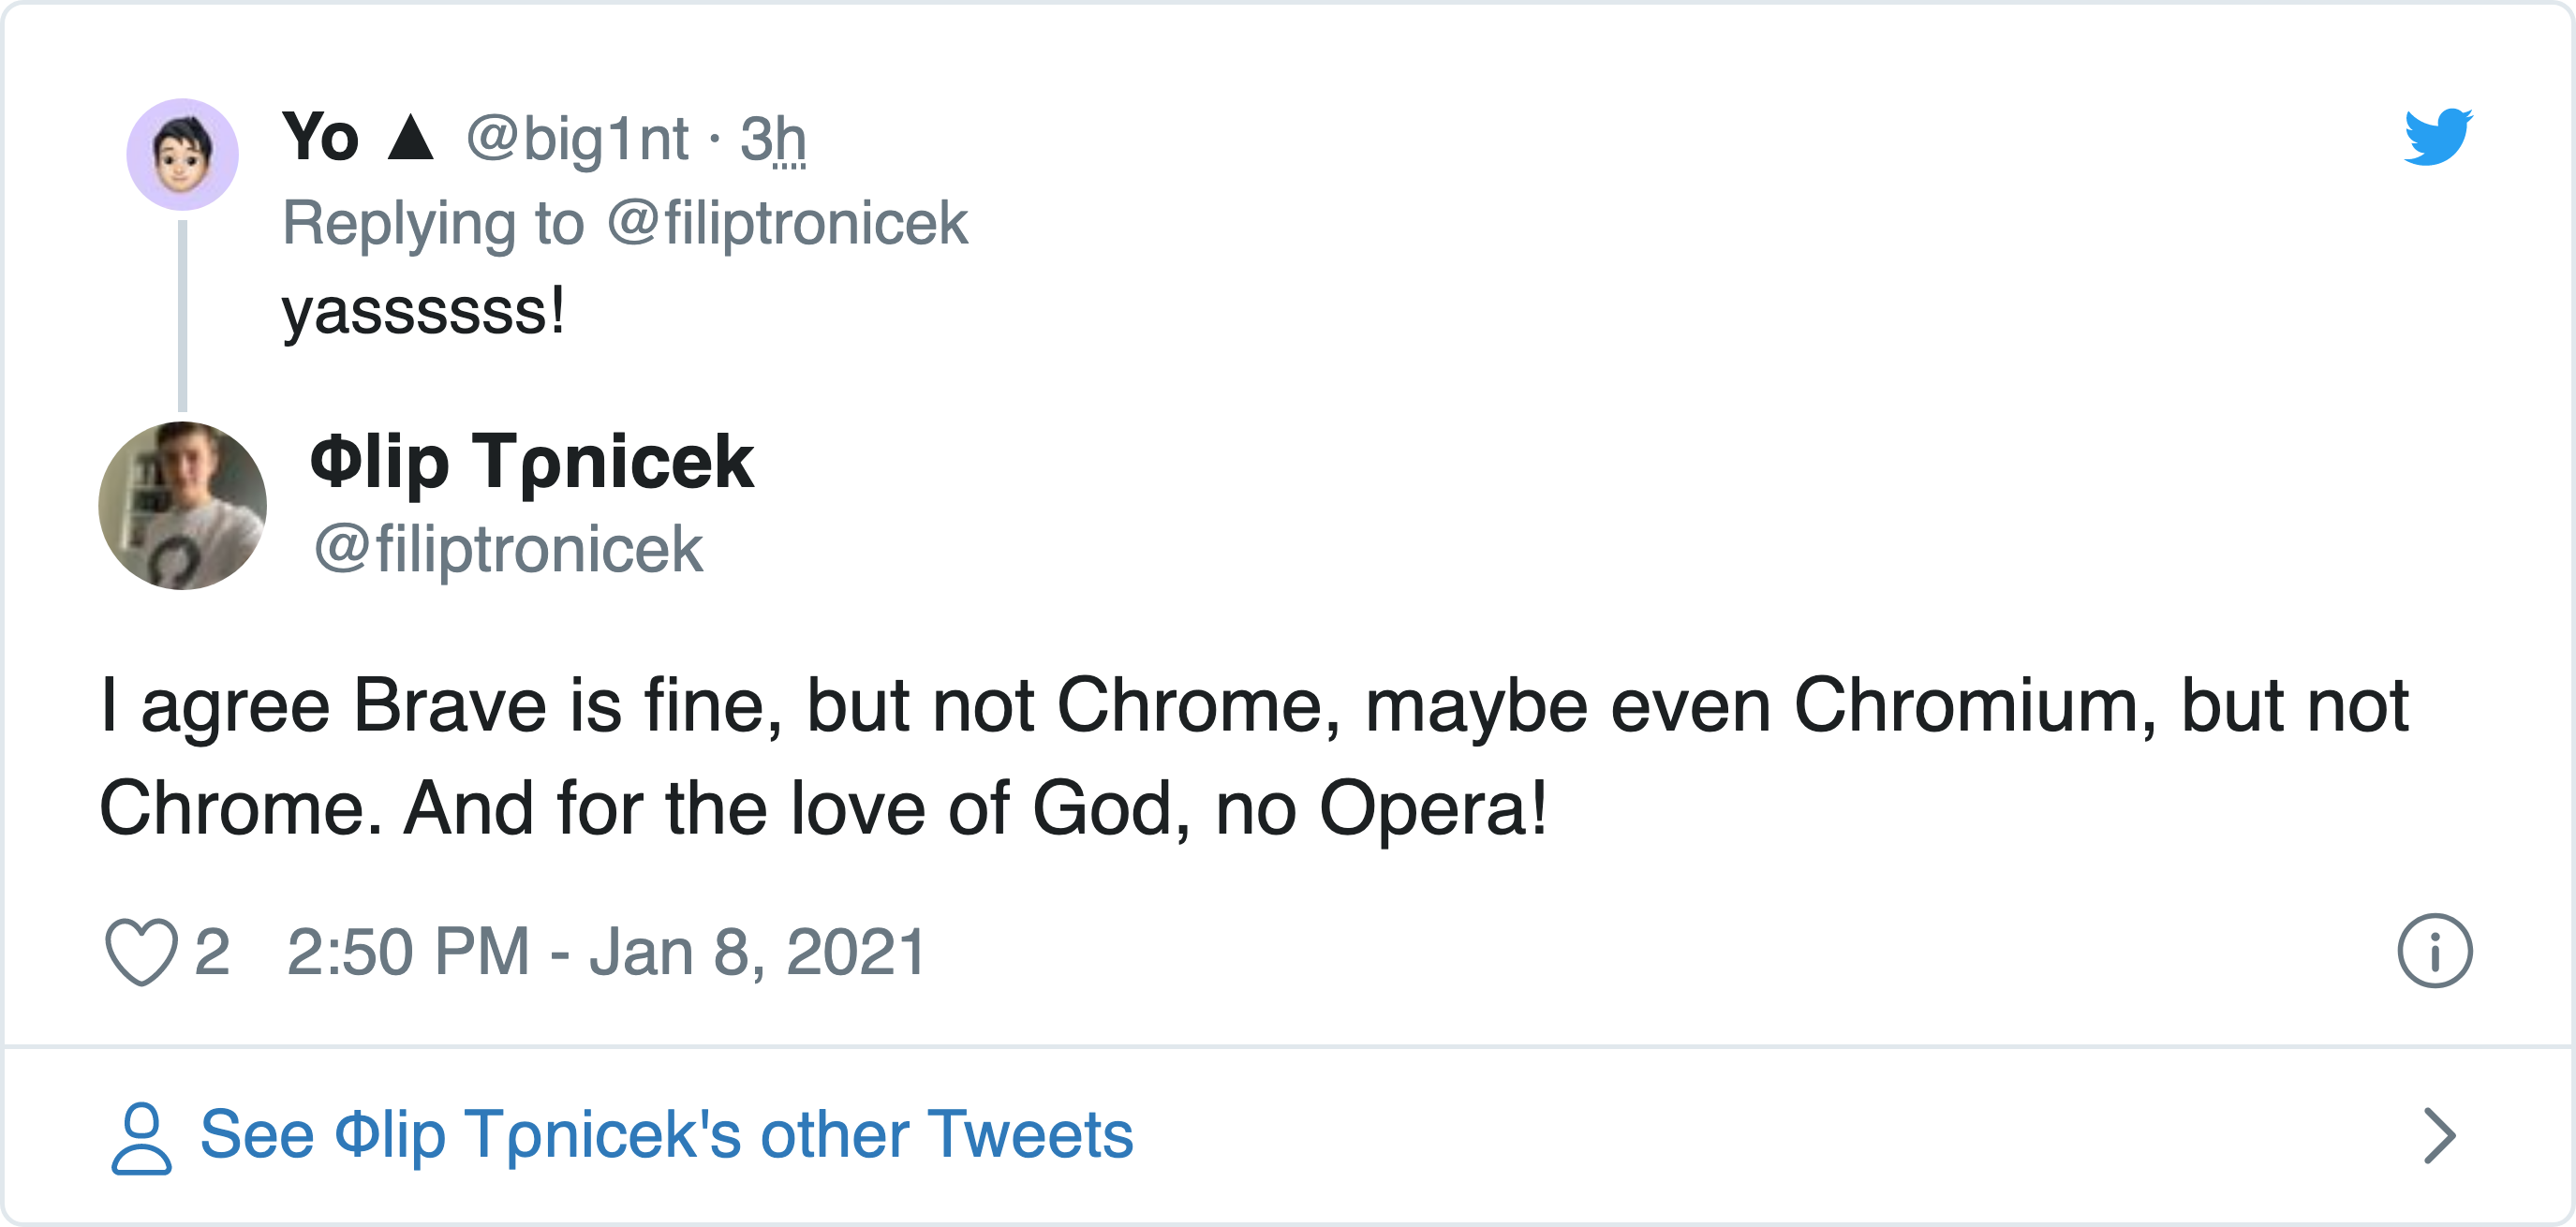 Yo ▲ @big1nt · 3h
Replying to @filiptronicek
yassssss!
Φlip Tρnicek
@filiptronicek
I agree Brave is fine, but not Chrome, maybe even Chromium, but not
Chrome. And for the love of God, no Opera!
2 2:50 PM - Jan 8, 2021
See Φlip Tρnicek's other Tweets